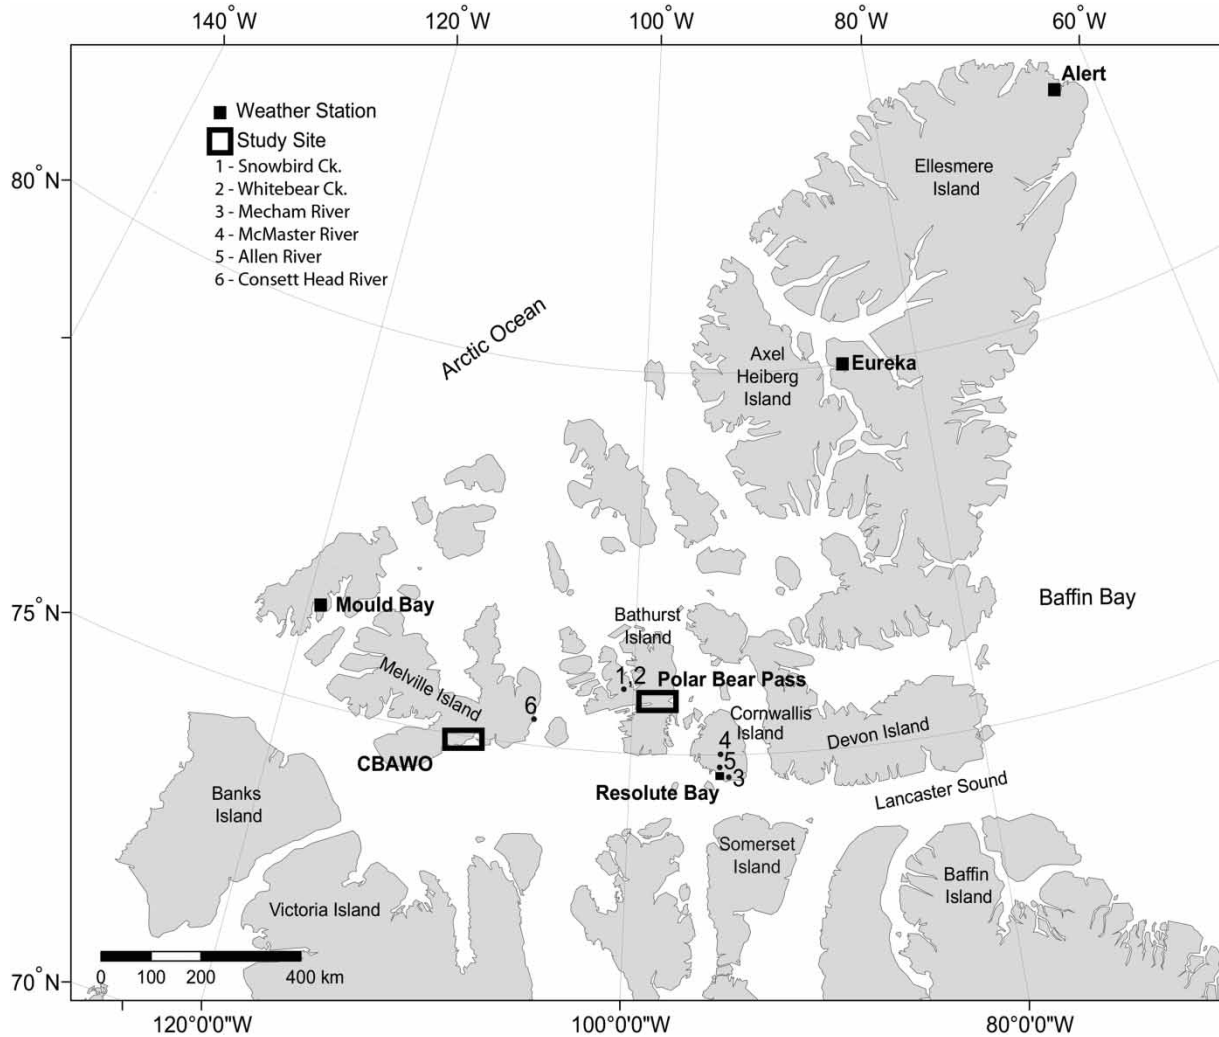 140°W
120°W
100°W
80°W
60°W
Alert
Weather Station
Study Site
1 - Snowbird Ck.
2 - Whitebear Ck.
3 - Mecham River
4 - McMaster River
5 - Allen River
6 - Consett Head River
80°N
Ellesmere
Island
Arctic Ocean
Axel
Heiberg
Island
Eureka
75°N
Mould Bay
Baffin Bay
Bathurst
Island
Melville Island
1 2
Polar Bear Pass
6
Cornwallis
Island
4
5
3
Devon Island
CBAWO
Resolute Bay
Lancaster Sound
Banks
Island
Somerset
Island
Baffin
Island
Victoria Island
0 100 200 400 km
70°N
120°0'0"W
100°0'0"W
80°0'0"W